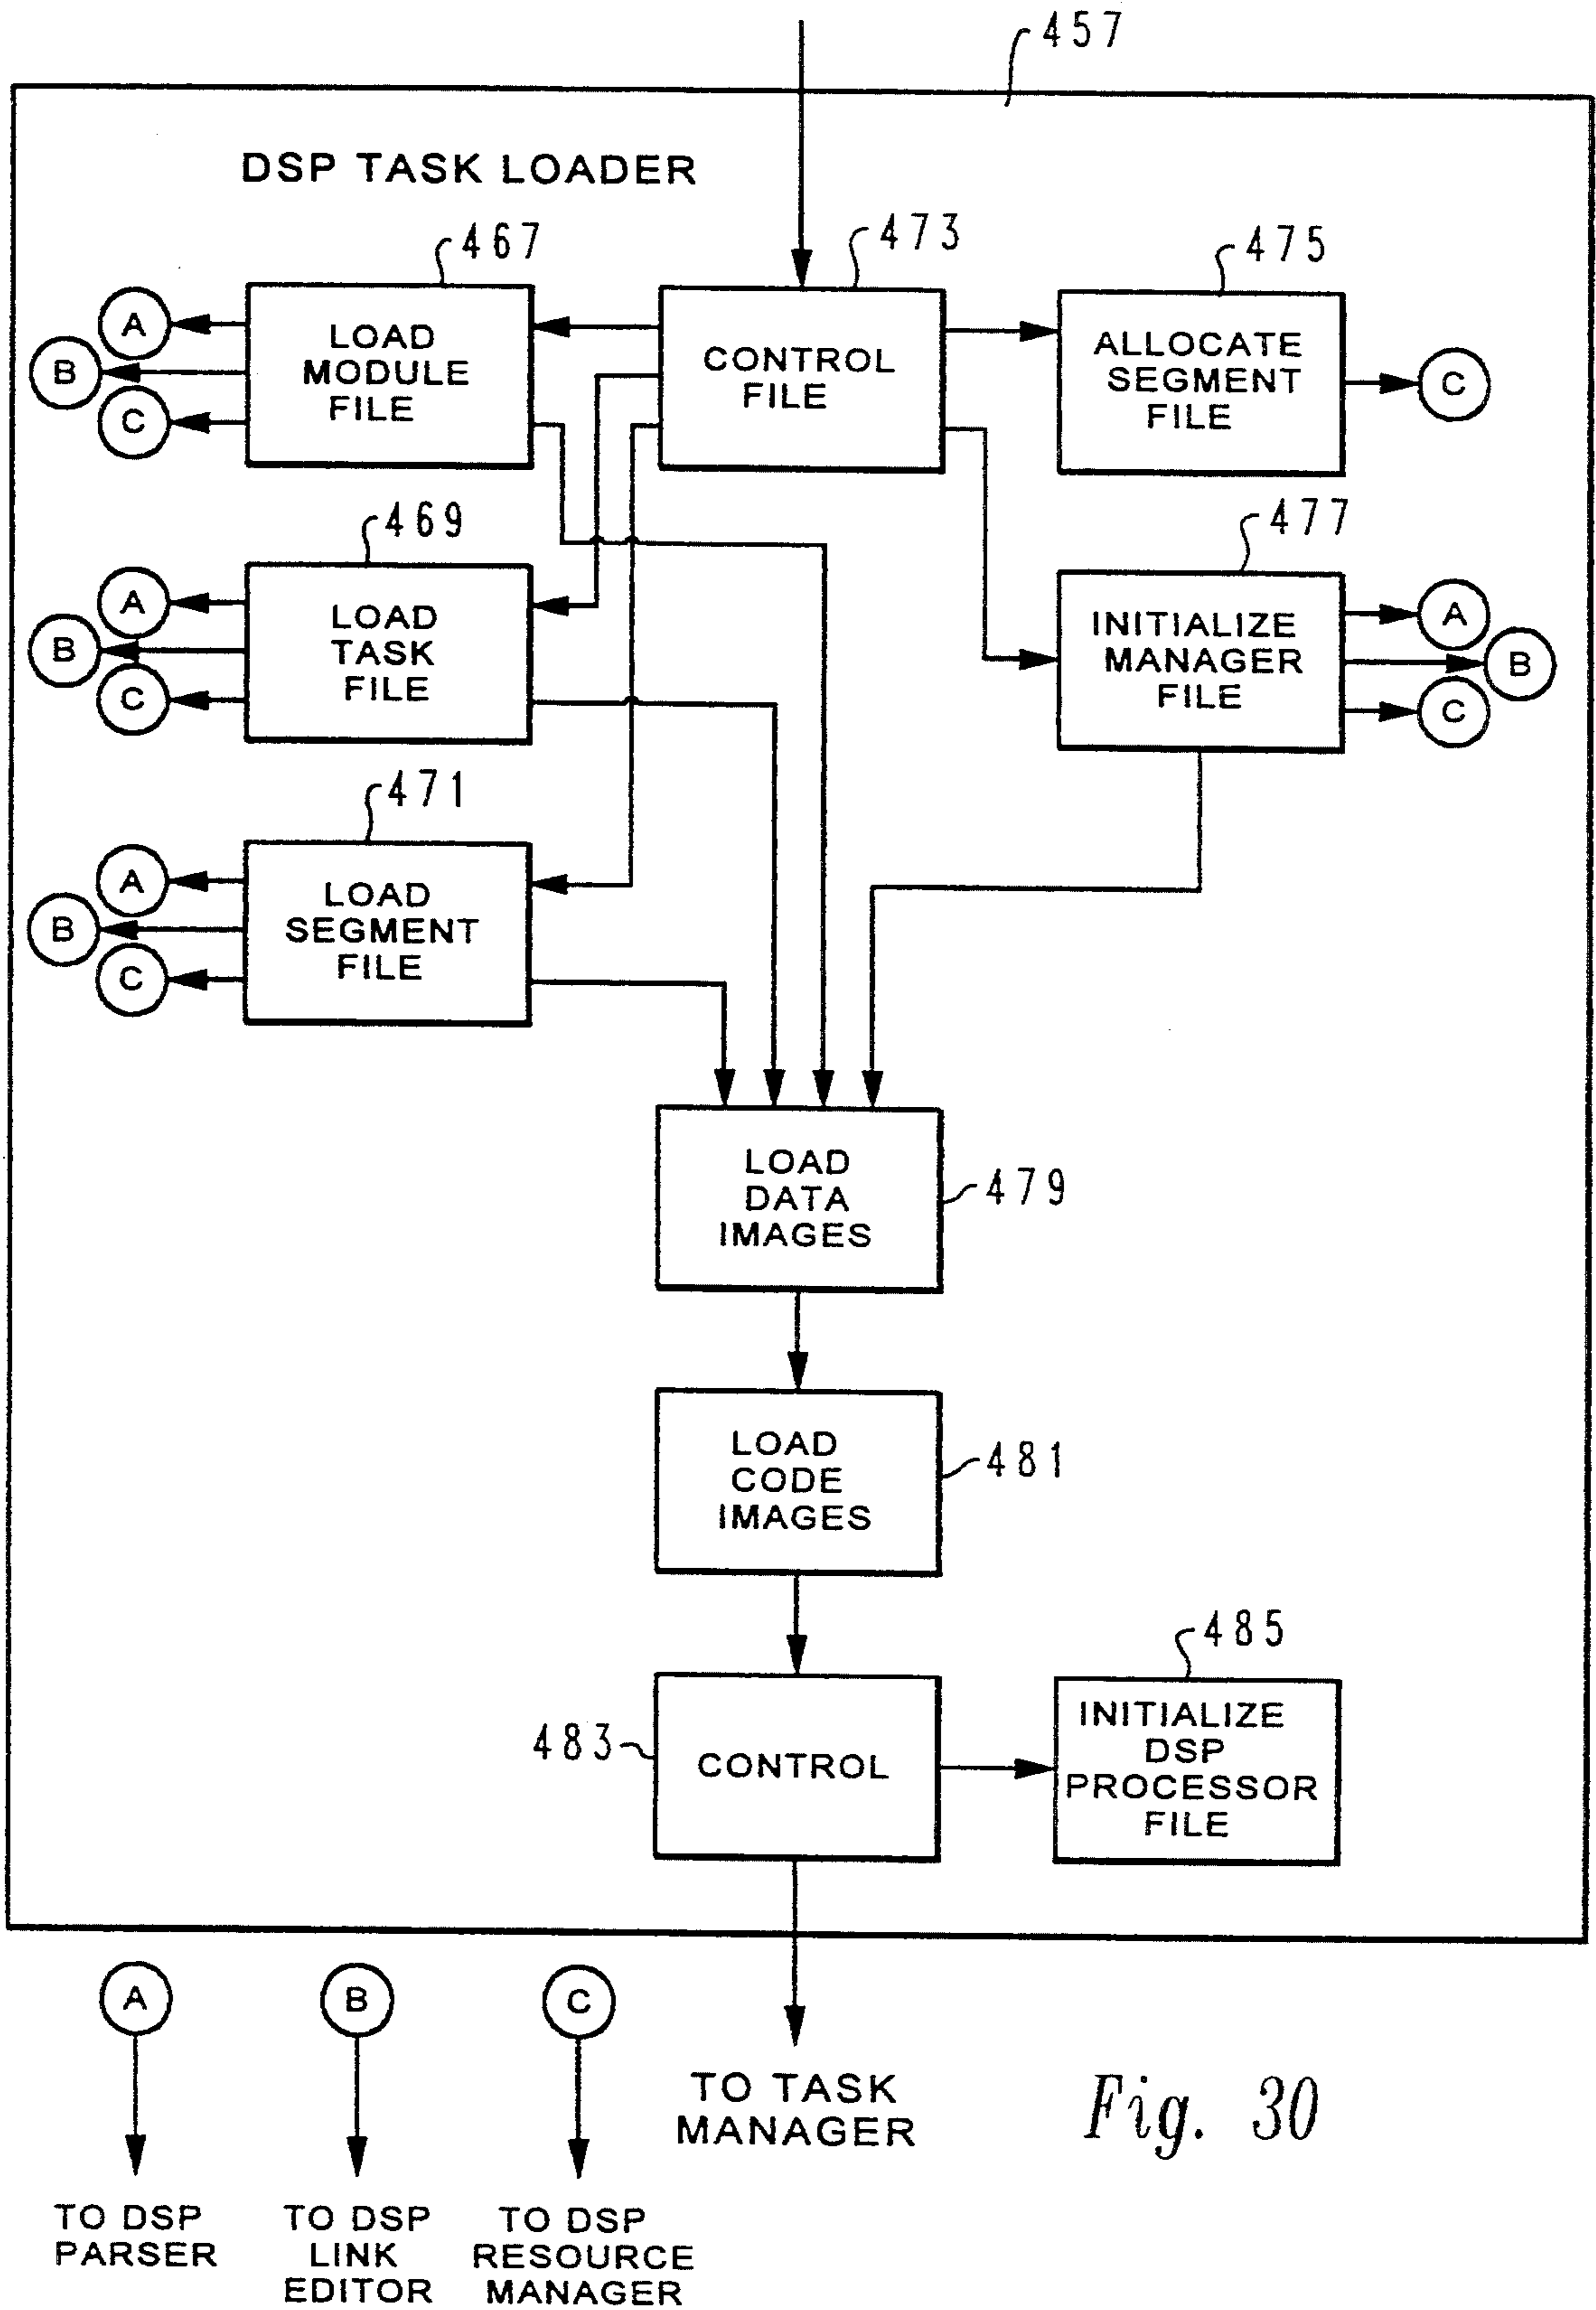 457
DSP TASK LOADER
467
473
475
A
B
C
LOAD
MODULE
FILE
CONTROL
FILE
ALLOCATE
SEGMENT
FILE
C
469
477
A
B
C
LOAD
TASK
FILE
INITIALIZE
MANAGER
FILE
A
B
C
471
A
B
C
LOAD
SEGMENT
FILE
LOAD
DATA
IMAGES
479
LOAD
CODE
IMAGES
481
485
483
CONTROL
INITIALIZE
DSP
PROCESSOR
FILE
A
B
C
TO TASK
MANAGER
Fig. 30
TO DSP
PARSER
TO DSP
LINK
EDITOR
TO DSP
RESOURCE
MANAGER